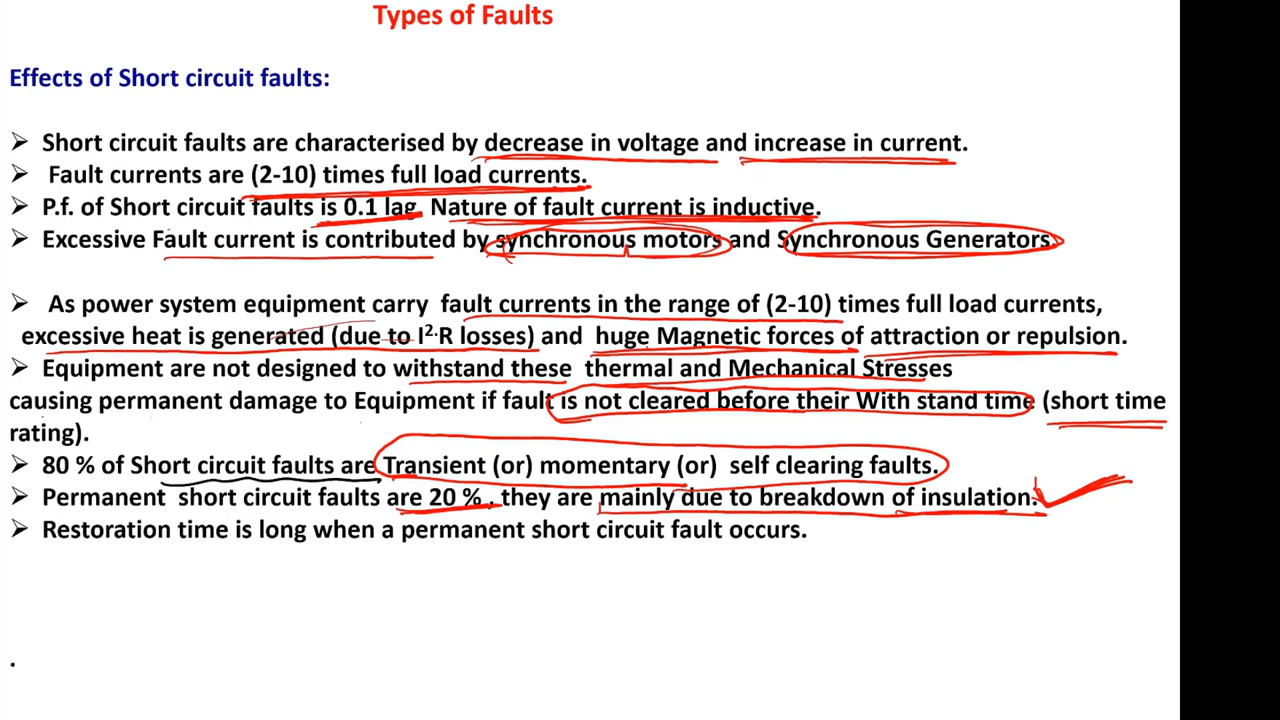 Types of Faults
Effects of Short circuit faults:
➢ Short circuit faults are characterised by decrease in voltage and increase in current.
➢ Fault currents are (2-10) times full load currents.
➢ P.f. of Short circuit faults is 0.1 lag. Nature of fault current is inductive.
➢ Excessive Fault current is contributed by synchronous motors and Synchronous Generators.
➢ As power system equipment carry fault currents in the range of (2-10) times full load currents,
excessive heat is generated (due to I²·R losses) and huge Magnetic forces of attraction or repulsion.
➢ Equipment are not designed to withstand these thermal and Mechanical Stresses
causing permanent damage to Equipment if fault is not cleared before their With stand time (short time
rating).
➢ 80 % of Short circuit faults are Transient (or) momentary (or) self clearing faults.
➢ Permanent short circuit faults are 20 % , they are mainly due to breakdown of insulation.
➢ Restoration time is long when a permanent short circuit fault occurs.
.